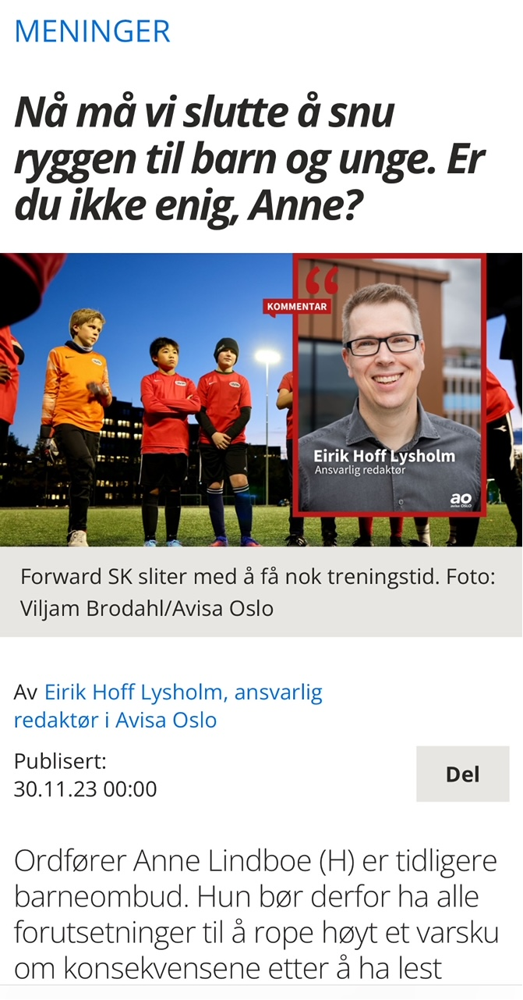 MENINGER
Nå må vi slutte å snu
ryggen til barn og unge. Er
du ikke enig, Anne?
KOMMENTAR
Eirik Hoff Lysholm
Ansvarlig redaktør
ao
avisa OSLO
Forward SK sliter med å få nok treningstid. Foto:
Viljam Brodahl/Avisa Oslo
Av Eirik Hoff Lysholm, ansvarlig
redaktør i Avisa Oslo
Publisert:
30.11.23 00:00
Del
Ordfører Anne Lindboe (H) er tidligere
barneombud. Hun bør derfor ha alle
forutsetninger til å rope høyt et varsku
om konsekvensene etter å ha lest